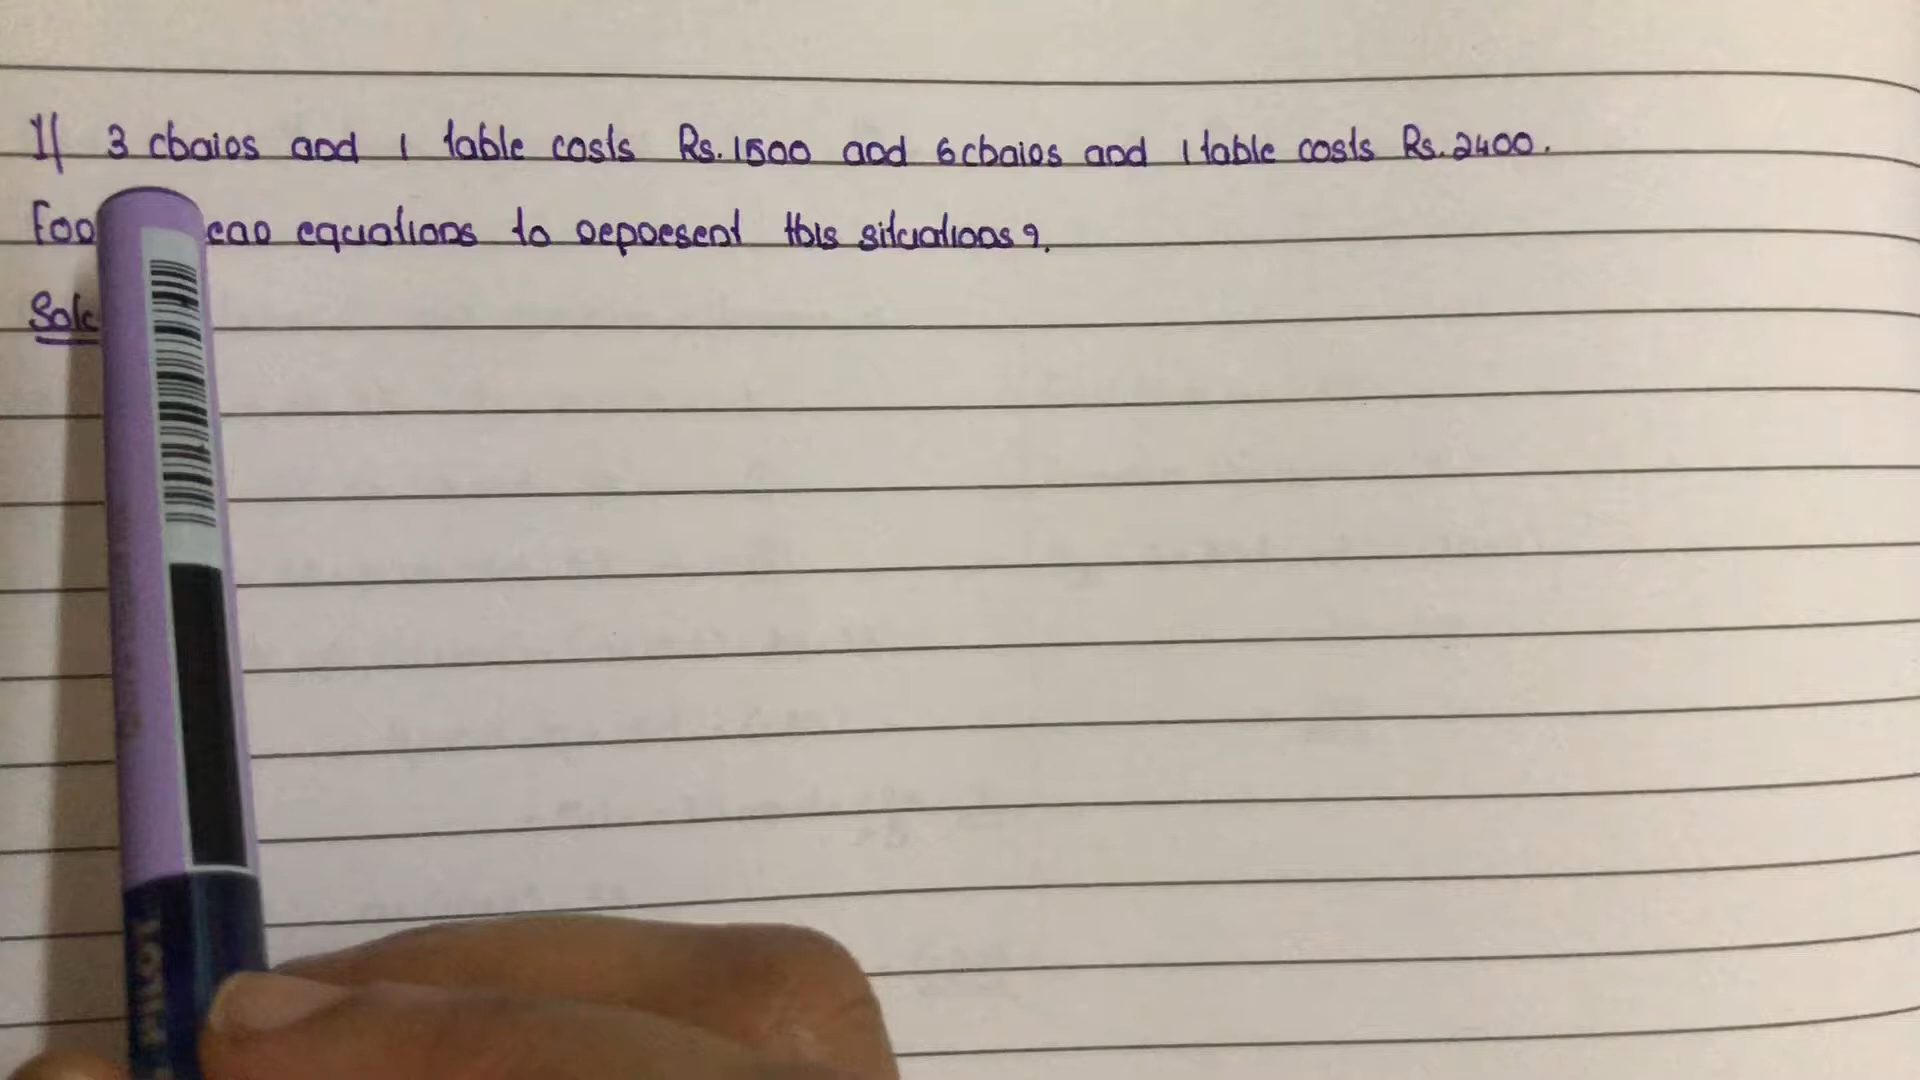 If 3 chairs and 1 table costs Rs. 1500 and 6 chairs and 1 table costs Rs. 2400.
equations to represent this situations?.
PILOT